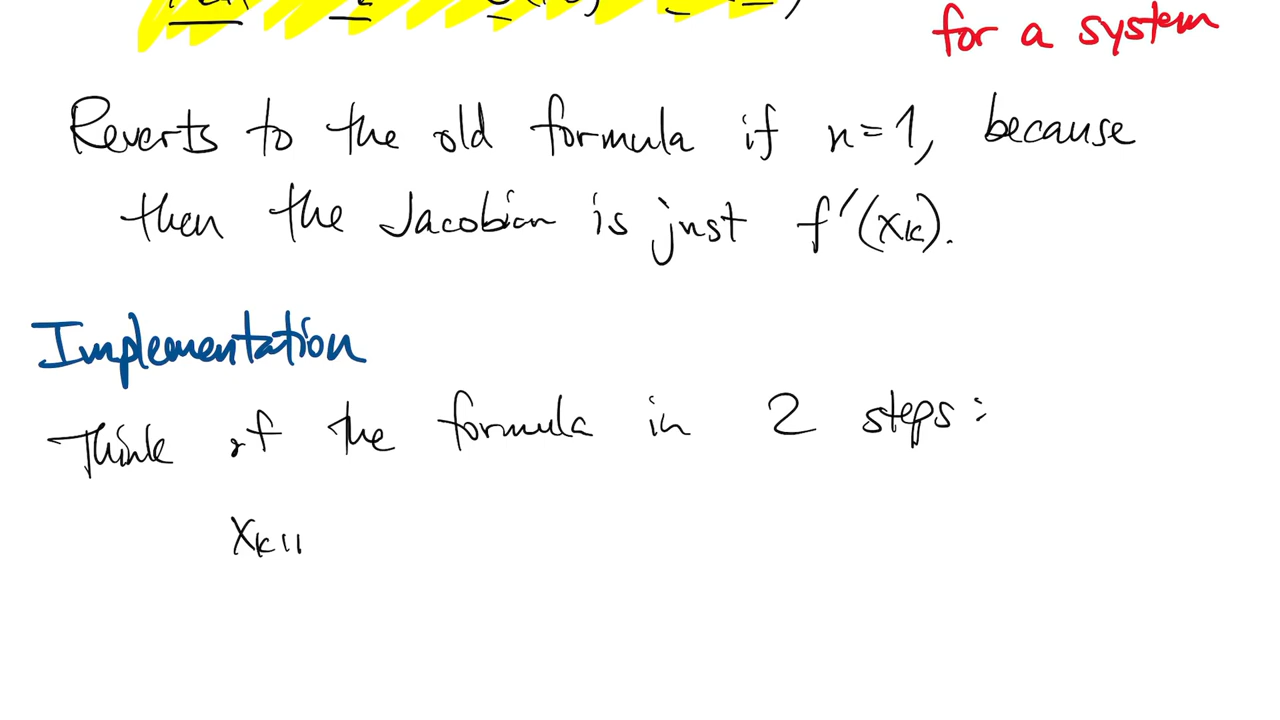 for a system
Reverts to the old formula if n=1, because
then the Jacobian is just f'(xₖ).
Implementation
Think of the formula in 2 steps:
xₖ₊₁